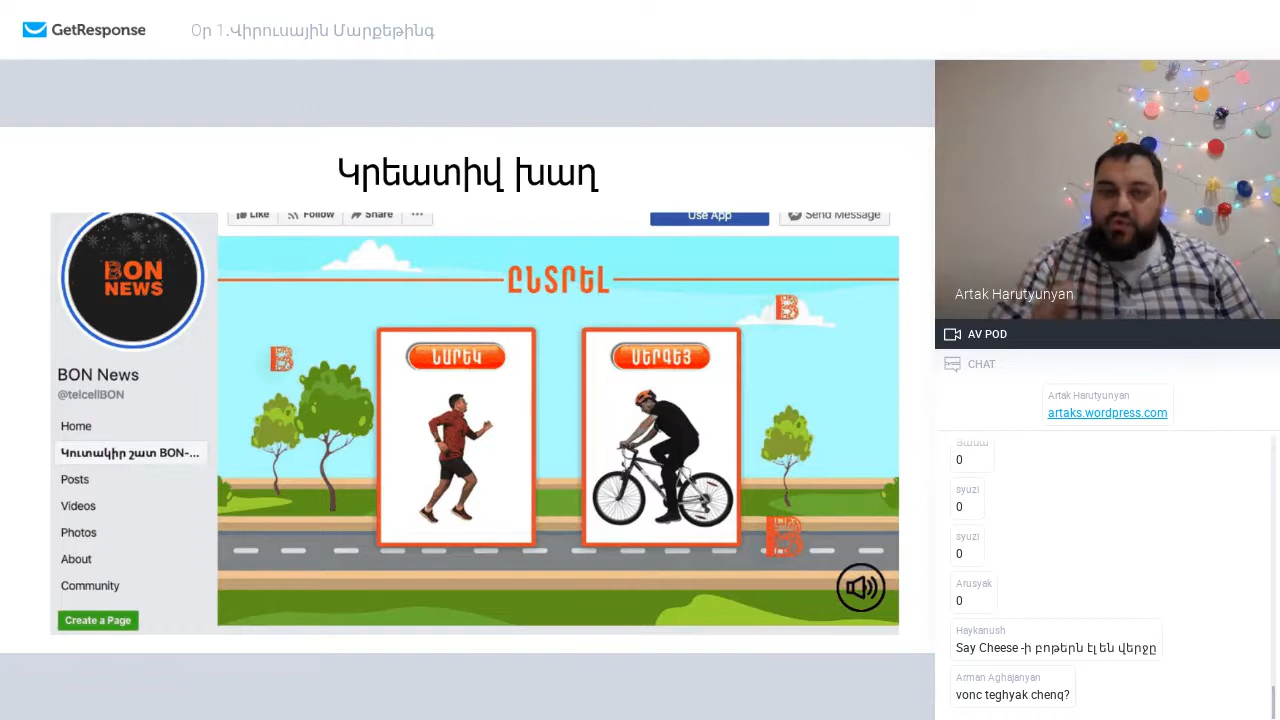 GetResponse
Օր 1.Վիրուսային Մարքեթինգ
Կրեատիվ խաղ
Like
Follow
Share
Use App
Send Message
BON
NEWS
BON News
@telcellBON
Home
Կուտակիր շատ BON-...
Posts
Videos
Photos
About
Community
Create a Page
ԸՆՏՐԵԼ
ՆԱՐԵԿ
ՍԵՐԳԵՅ
Artak Harutyunyan
AV POD
CHAT
Artak Harutyunyan
artaks.wordpress.com
0
syuzi
0
syuzi
0
Arusyak
0
Haykanush
Say Cheese -ի բոթերն էլ են վերջը
Arman Aghajanyan
vonc teghyak chenq?